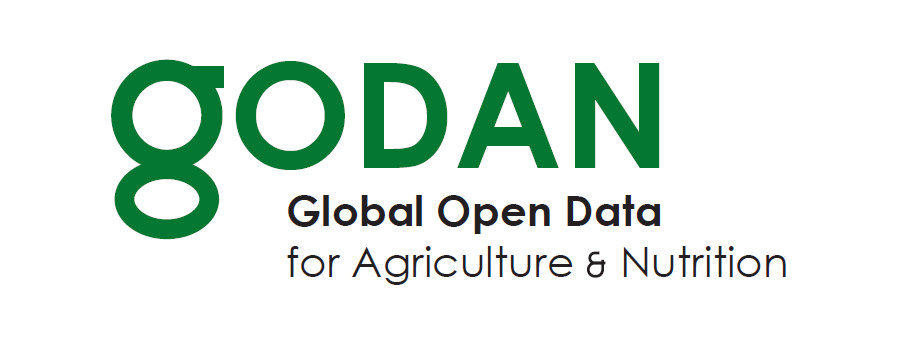 gODAN
Global Open Data
for Agriculture & Nutrition